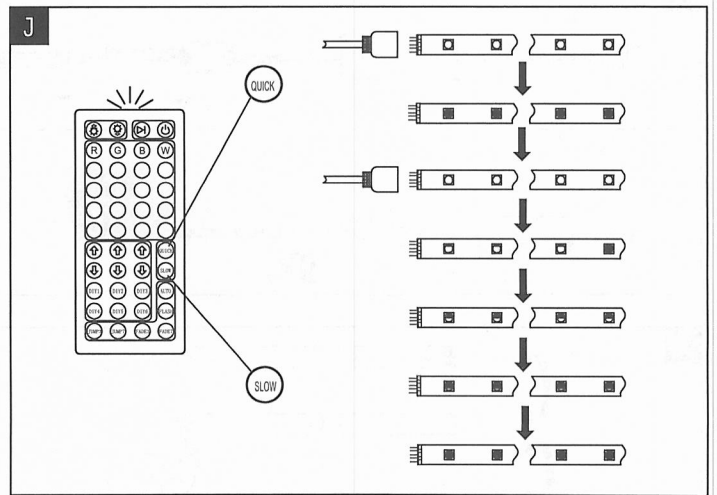 J
QUICK
R G B W
QUICK
SLOW
DIY1 DIY2 DIY3 AUTO
DIY4 DIY5 DIY6 FLASH
JUMP3 JUMP7 FADE3 FADE7
SLOW